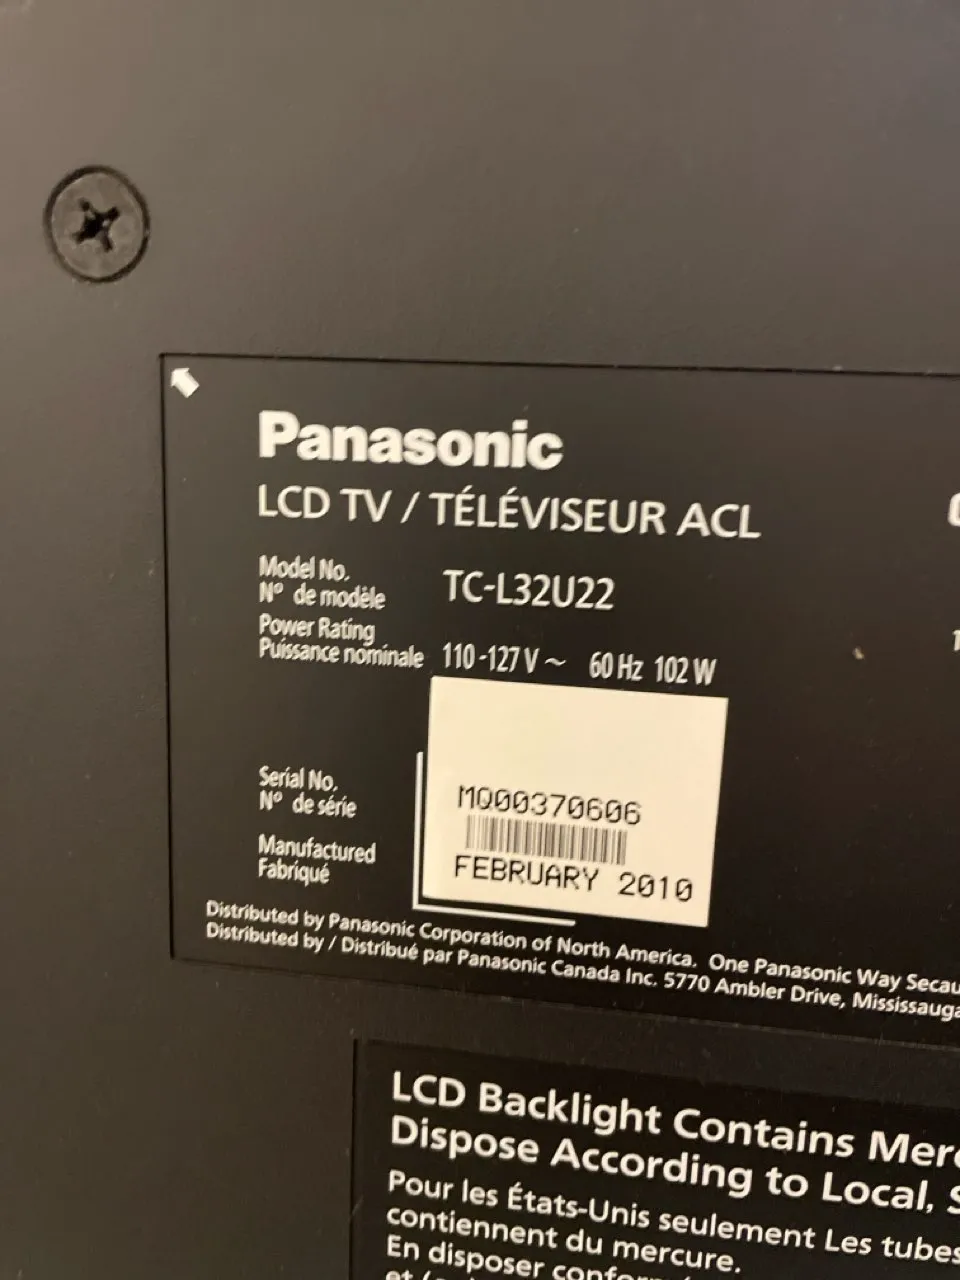 Panasonic
LCD TV / TÉLÉVISEUR ACL
Model No.
Nº de modèle
TC-L32U22
Power Rating
Puissance nominale
110-127 V ~ 60 Hz 102 W
Serial No.
Nº de série
MQ00370606
Manufactured
Fabriqué
FEBRUARY 2010
Distributed by Panasonic Corporation of North America. One Panasonic Way
Distributed by / Distribué par Panasonic Canada Inc. 5770 Ambler Drive,
LCD Backlight Contains
Dispose According to Local,
Pour les États-Unis seulement Les tubes
contiennent du mercure.
En disposer